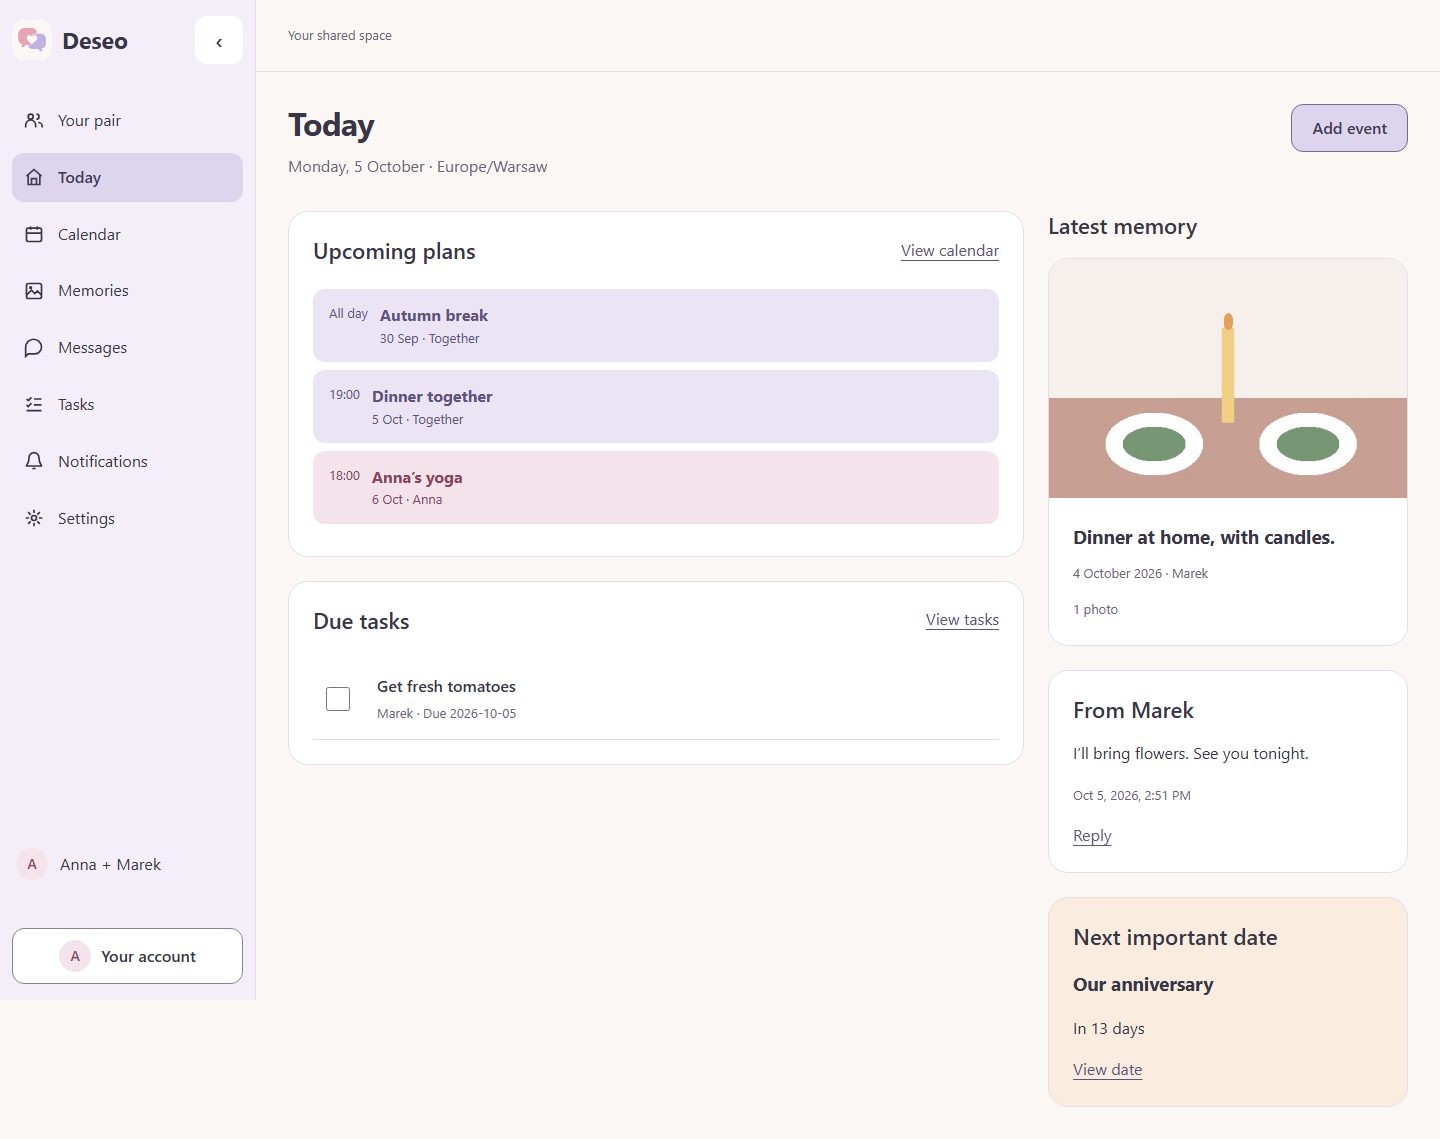 Deseo
‹
Your pair
Today
Calendar
Memories
Messages
Tasks
Notifications
Settings
A Anna + Marek
A Your account
Your shared space
Today
Monday, 5 October · Europe/Warsaw
Add event
Upcoming plans
View calendar
All day Autumn break
30 Sep · Together
19:00 Dinner together
5 Oct · Together
18:00 Anna’s yoga
6 Oct · Anna
Due tasks
View tasks
Get fresh tomatoes
Marek · Due 2026-10-05
Latest memory
Dinner at home, with candles.
4 October 2026 · Marek
1 photo
From Marek
I’ll bring flowers. See you tonight.
Oct 5, 2026, 2:51 PM
Reply
Next important date
Our anniversary
In 13 days
View date